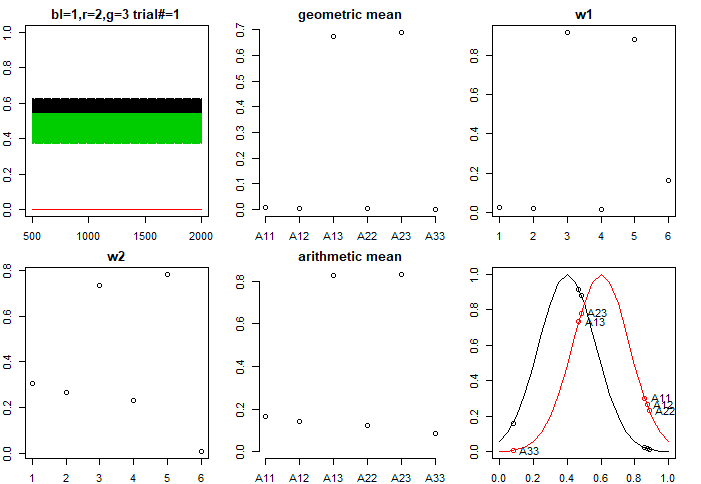 bl=1,r=2,g=3 trial#=1
1.0
0.8
0.6
0.4
0.2
0.0
500 1000 1500 2000
geometric mean
0.7
0.6
0.5
0.4
0.3
0.2
0.1
0.0
A11 A12 A13 A22 A23 A33
w1
0.8
0.6
0.4
0.2
0.0
1 2 3 4 5 6
w2
0.8
0.6
0.4
0.2
0.0
1 2 3 4 5 6
arithmetic mean
0.8
0.6
0.4
0.2
0.0
A11 A12 A13 A22 A23 A33
1.0
0.8
0.6
0.4
0.2
0.0
A23
A13
A11
A12
A22
A33
0.0 0.2 0.4 0.6 0.8 1.0